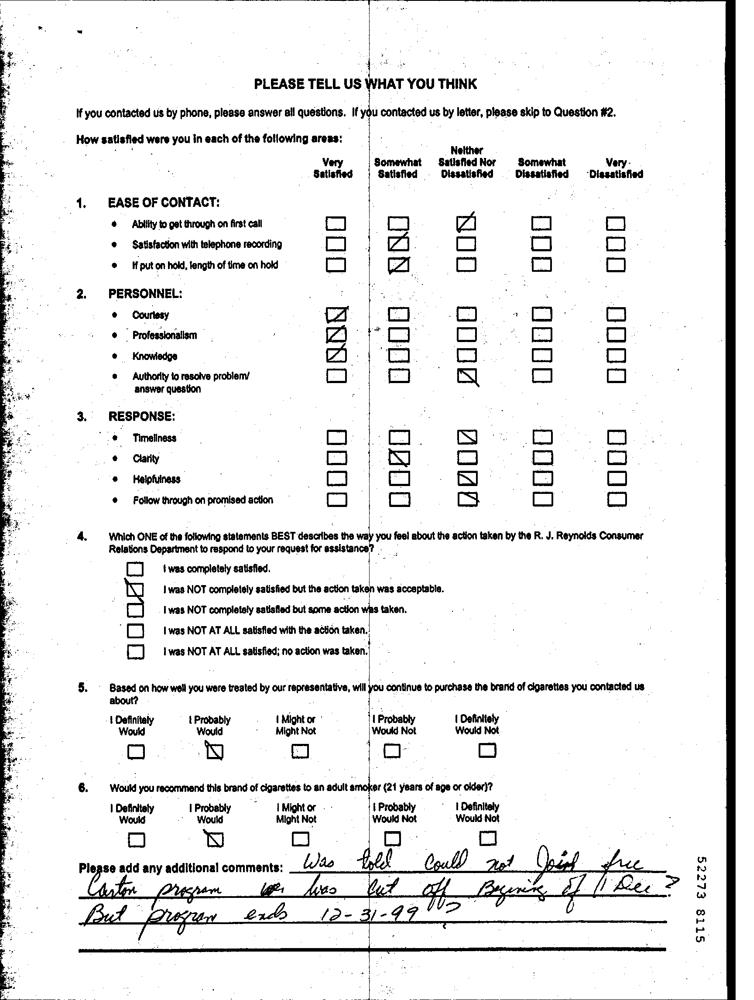 PLEASE TELL US WHAT YOU THINK
If you contacted us by phone, please answer all questions. If you contacted us by letter, please skip to Question #2.
How satisfied were you in each of the following areas:
Very Satisfied Somewhat Satisfied Neither Satisfied Nor Dissatisfied Somewhat Dissatisfied Very Dissatisfied
1. EASE OF CONTACT:
• Ability to get through on first call
• Satisfaction with telephone recording
• If put on hold, length of time on hold
2. PERSONNEL:
• Courtesy
• Professionalism
• Knowledge
• Authority to resolve problem/
answer question
3. RESPONSE:
• Timeliness
• Clarity
• Helpfulness
• Follow through on promised action
4. Which ONE of the following statements BEST describes the way you feel about the action taken by the R. J. Reynolds Consumer
Relations Department to respond to your request for assistance?
I was completely satisfied.
I was NOT completely satisfied but the action taken was acceptable.
I was NOT completely satisfied but some action was taken.
I was NOT AT ALL satisfied with the action taken.
I was NOT AT ALL satisfied; no action was taken.
5. Based on how well you were treated by our representative, will you continue to purchase the brand of cigarettes you contacted us
about?
I Definitely Would I Probably Would I Might or Might Not I Probably Would Not I Definitely Would Not
6. Would you recommend this brand of cigarettes to an adult smoker (21 years of age or older)?
I Definitely Would I Probably Would I Might or Might Not I Probably Would Not I Definitely Would Not
Please add any additional comments: Was told could not Join free
Carton program was cut off Begining of 1 Dec?
But program ends 12-31-99
52273 8115